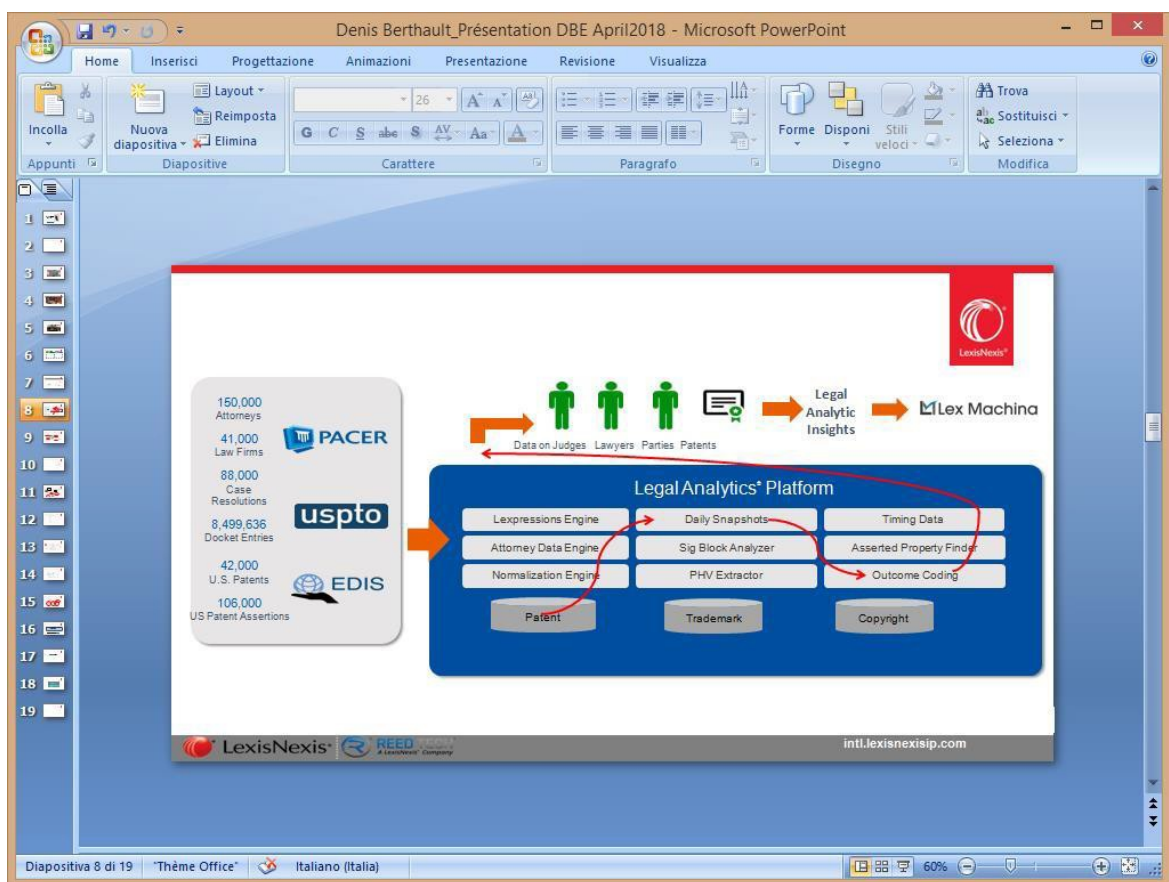 Denis Berthault_Présentation DBE April2018 - Microsoft PowerPoint
Home Inserisci Progettazione Animazioni Presentazione Revisione Visualizza
Incolla
Nuova diapositiva
Layout
Reimposta
Elimina
26
G C S abc S AV Aa A
Forme
Disponi
Stili veloci
Trova
Sostituisci
Seleziona
Appunti Diapositive Carattere Paragrafo Disegno Modifica
1
2
3
4
5
6
7
8
9
10
11
12
13
14
15
16
17
18
19
LexisNexis®
150,000
Attorneys
41,000
Law Firms
88,000
Case
Resolutions
8,499,636
Docket Entries
42,000
U.S. Patents
106,000
US Patent Assertions
PACER
uspto
EDIS
Data on Judges Lawyers Parties Patents
Legal
Analytic
Insights
Lex Machina
Legal Analytics® Platform
Lexpressions Engine Daily Snapshots Timing Data
Attorney Data Engine Sig Block Analyzer Asserted Property Finder
Normalization Engine PHV Extractor Outcome Coding
Patent Trademark Copyright
LexisNexis® REED TECH
A LexisNexis® Company
intl.lexisnexisip.com
Diapositiva 8 di 19 "Thème Office" Italiano (Italia) 60%